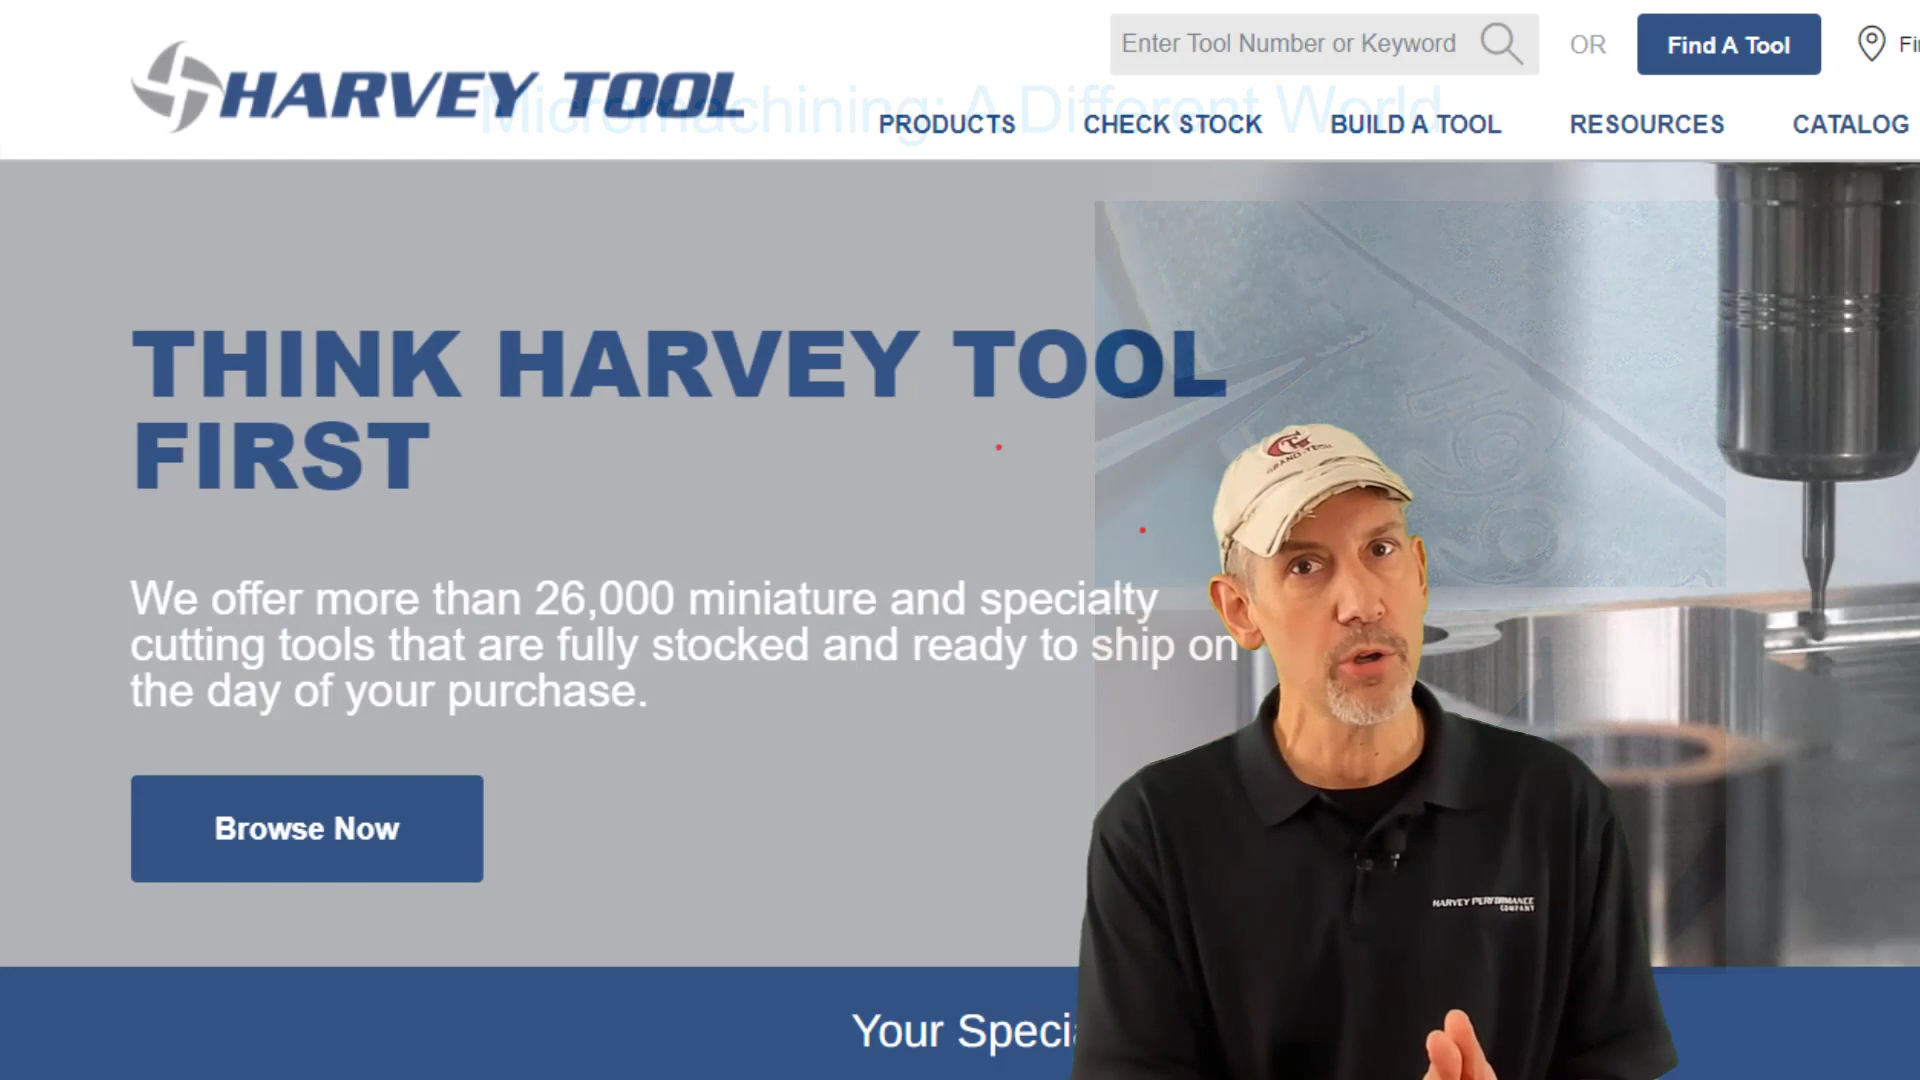 Enter Tool Number or Keyword
OR
Find A Tool
HARVEY TOOL
Micromachining: A Different World
PRODUCTS
CHECK STOCK
BUILD A TOOL
RESOURCES
CATALOG
THINK HARVEY TOOL
FIRST
We offer more than 26,000 miniature and specialty
cutting tools that are fully stocked and ready to ship on
the day of your purchase.
Browse Now
HARVEY PERFORMANCE
COMPANY
Your